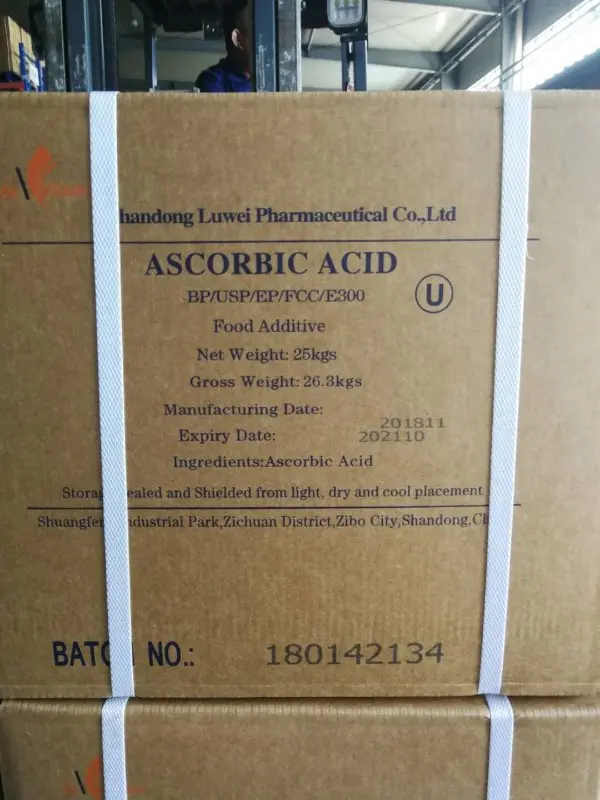 handong Luwei Pharmaceutical Co.,Ltd
ASCORBIC ACID
BP/USP/EP/FCC/E300
U
Food Additive
Net Weight: 25kgs
Gross Weight: 26.3kgs
Manufacturing Date: 201811
Expiry Date: 202110
Ingredients:Ascorbic Acid
Storag ealed and Shielded from light, dry and cool placement
Shuangfei ndustrial Park,Zichuan District,Zibo City,Shandong,Ch
BATC NO.: 180142134